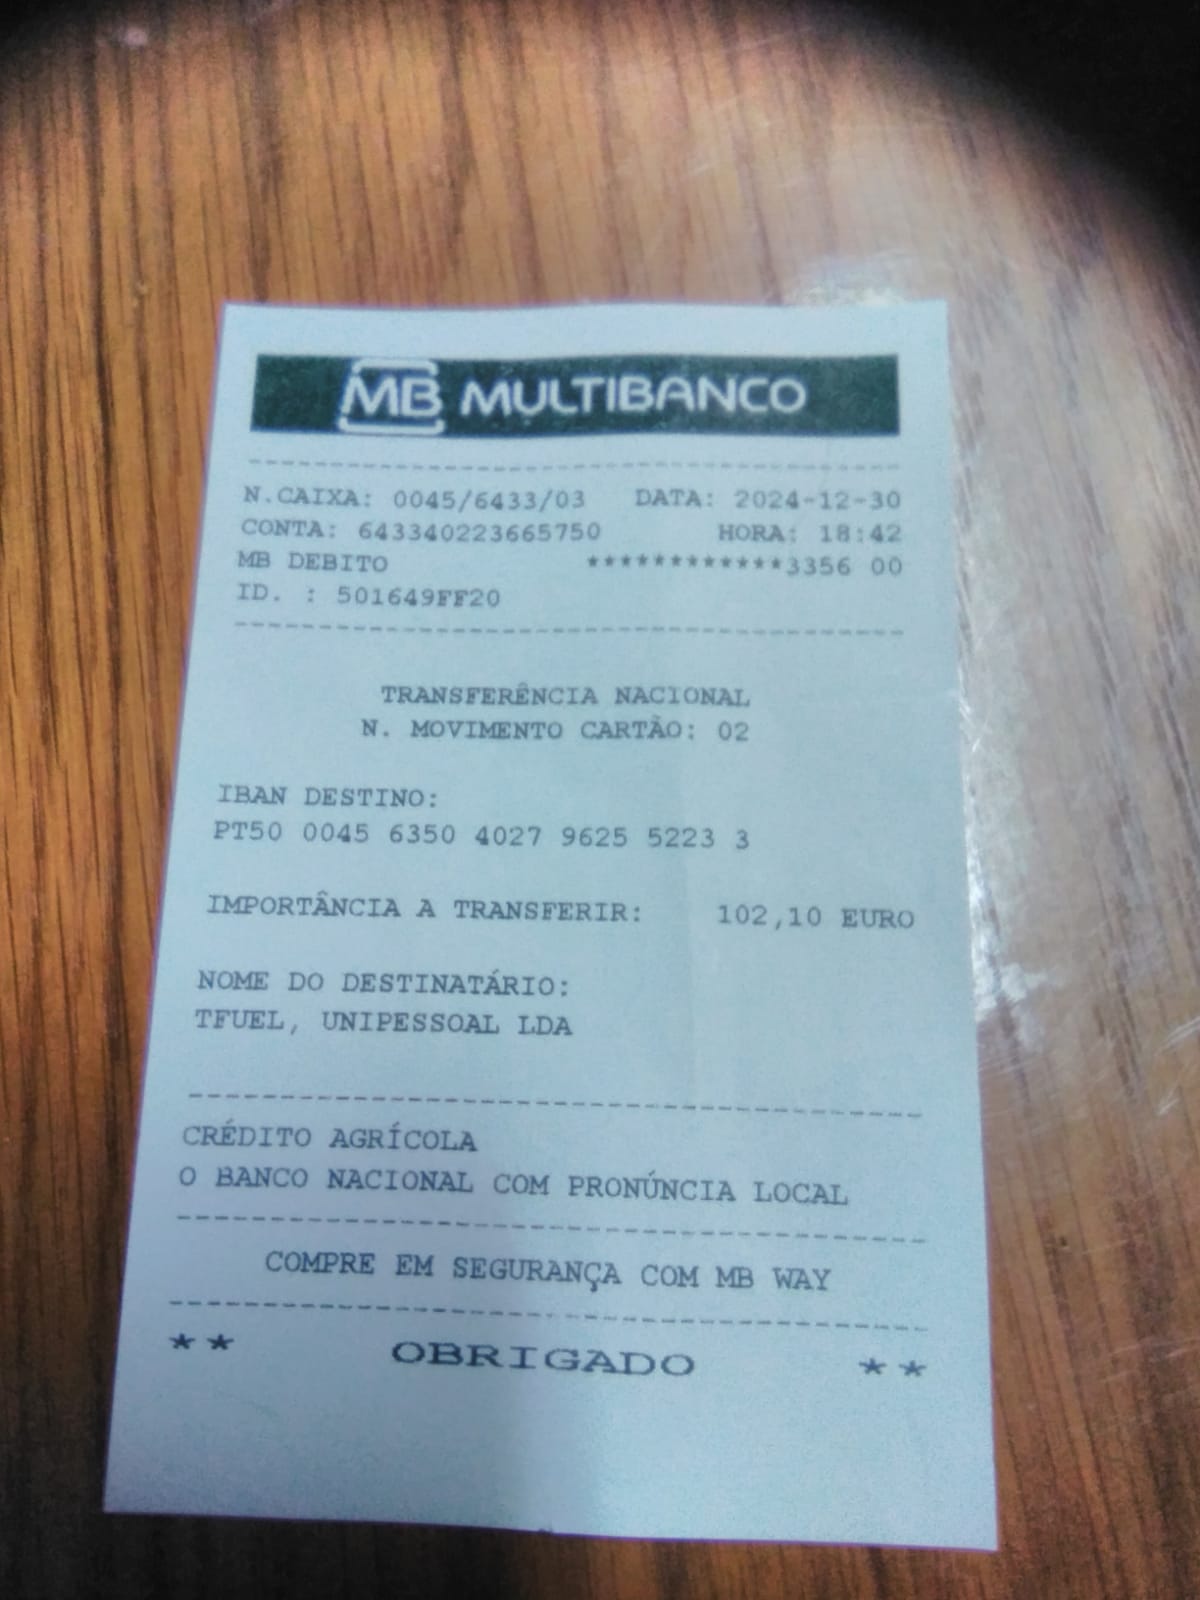 MB MULTIBANCO
N.CAIXA: 0045/6433/03 DATA: 2024-12-30
CONTA: 643340223665750 HORA: 18:42
MB DEBITO ************3356 00
ID. : 501649FF20
TRANSFERÊNCIA NACIONAL
N. MOVIMENTO CARTÃO: 02
IBAN DESTINO:
PT50 0045 6350 4027 9625 5223 3
IMPORTÂNCIA A TRANSFERIR: 102,10 EURO
NOME DO DESTINATÁRIO:
TFUEL, UNIPESSOAL LDA
CRÉDITO AGRÍCOLA
O BANCO NACIONAL COM PRONÚNCIA LOCAL
COMPRE EM SEGURANÇA COM MB WAY
** OBRIGADO **